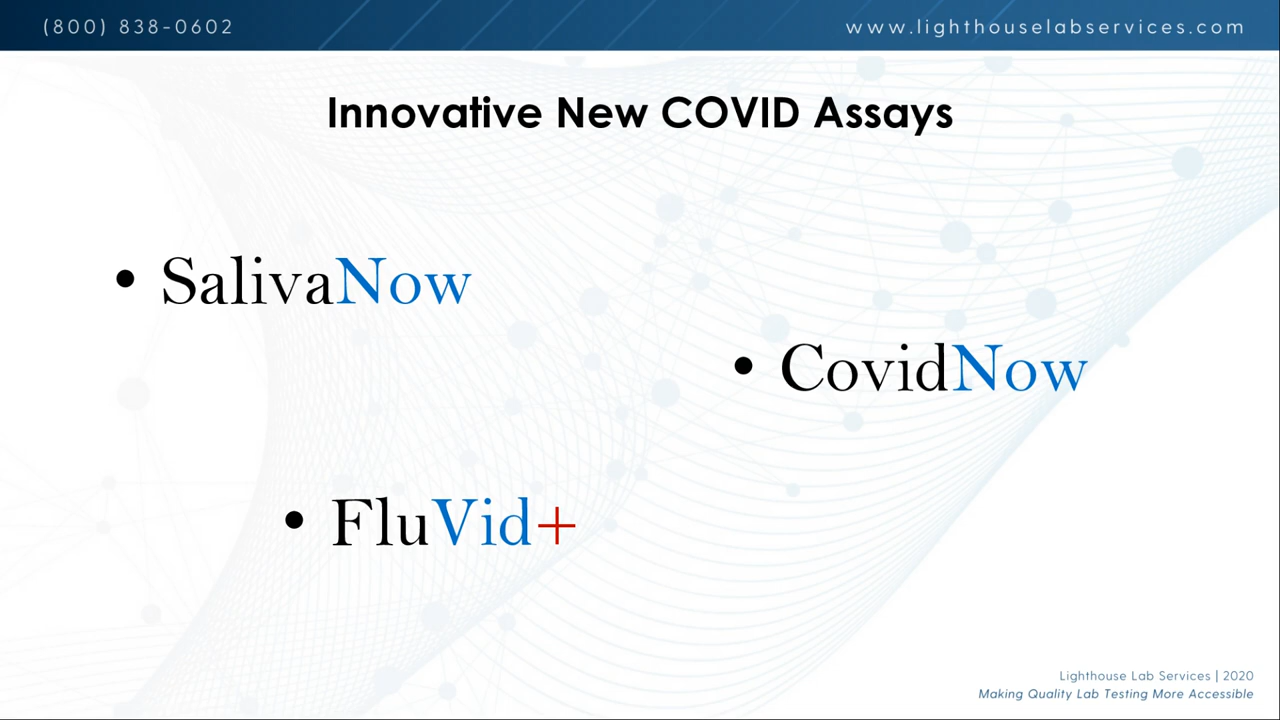 (800) 838-0602
www.lighthouselabservices.com
Innovative New COVID Assays
• SalivaNow
• CovidNow
• FluVid+
Lighthouse Lab Services | 2020
Making Quality Lab Testing More Accessible